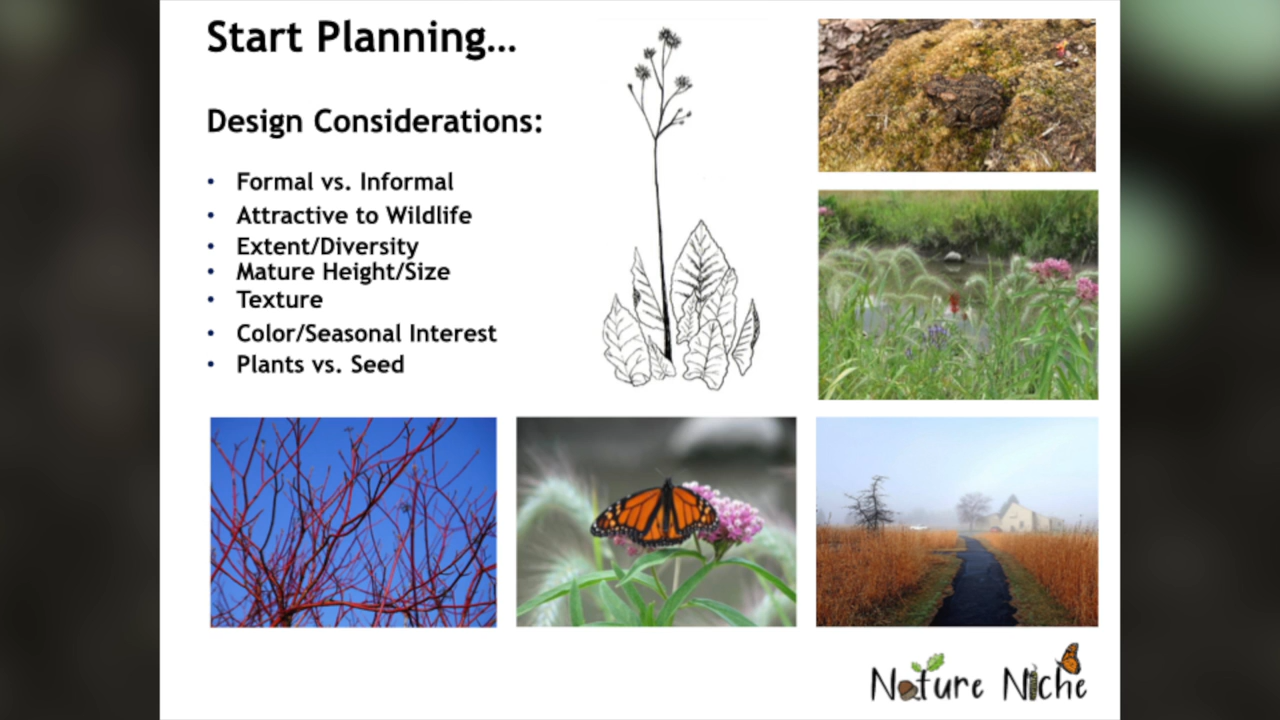 Start Planning...
Design Considerations:
• Formal vs. Informal
• Attractive to Wildlife
• Extent/Diversity
• Mature Height/Size
• Texture
• Color/Seasonal Interest
• Plants vs. Seed
Nature Niche